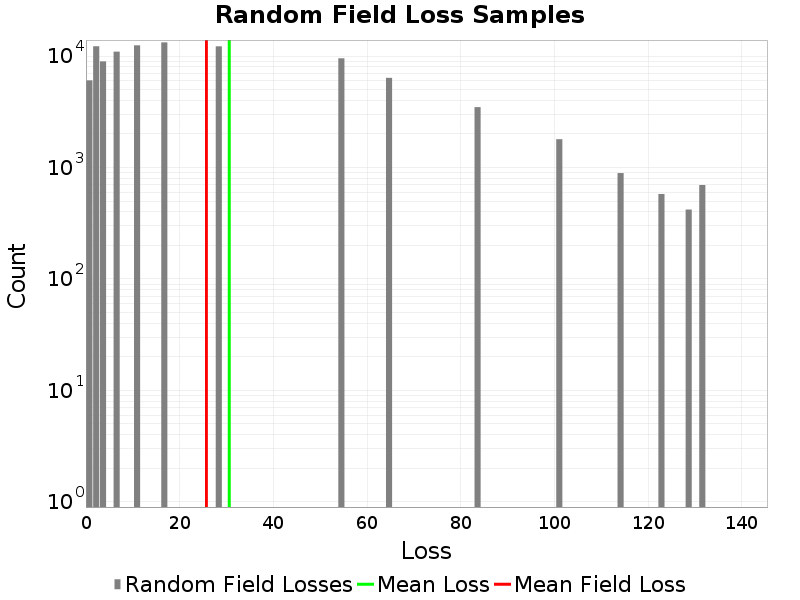 Random Field Loss Samples
Count
10^4
10^3
10^2
10^1
10^0
0 20 40 60 80 100 120 140
Loss
Random Field Losses Mean Loss Mean Field Loss